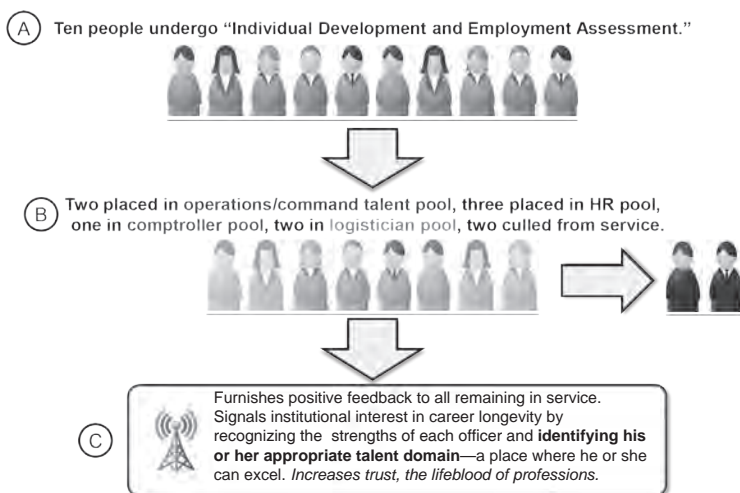 A Ten people undergo “Individual Development and Employment Assessment.”
B Two placed in operations/command talent pool, three placed in HR pool,
one in comptroller pool, two in logistician pool, two culled from service.
C
Furnishes positive feedback to all remaining in service.
Signals institutional interest in career longevity by
recognizing the strengths of each officer and identifying his
or her appropriate talent domain—a place where he or she
can excel. Increases trust, the lifeblood of professions.